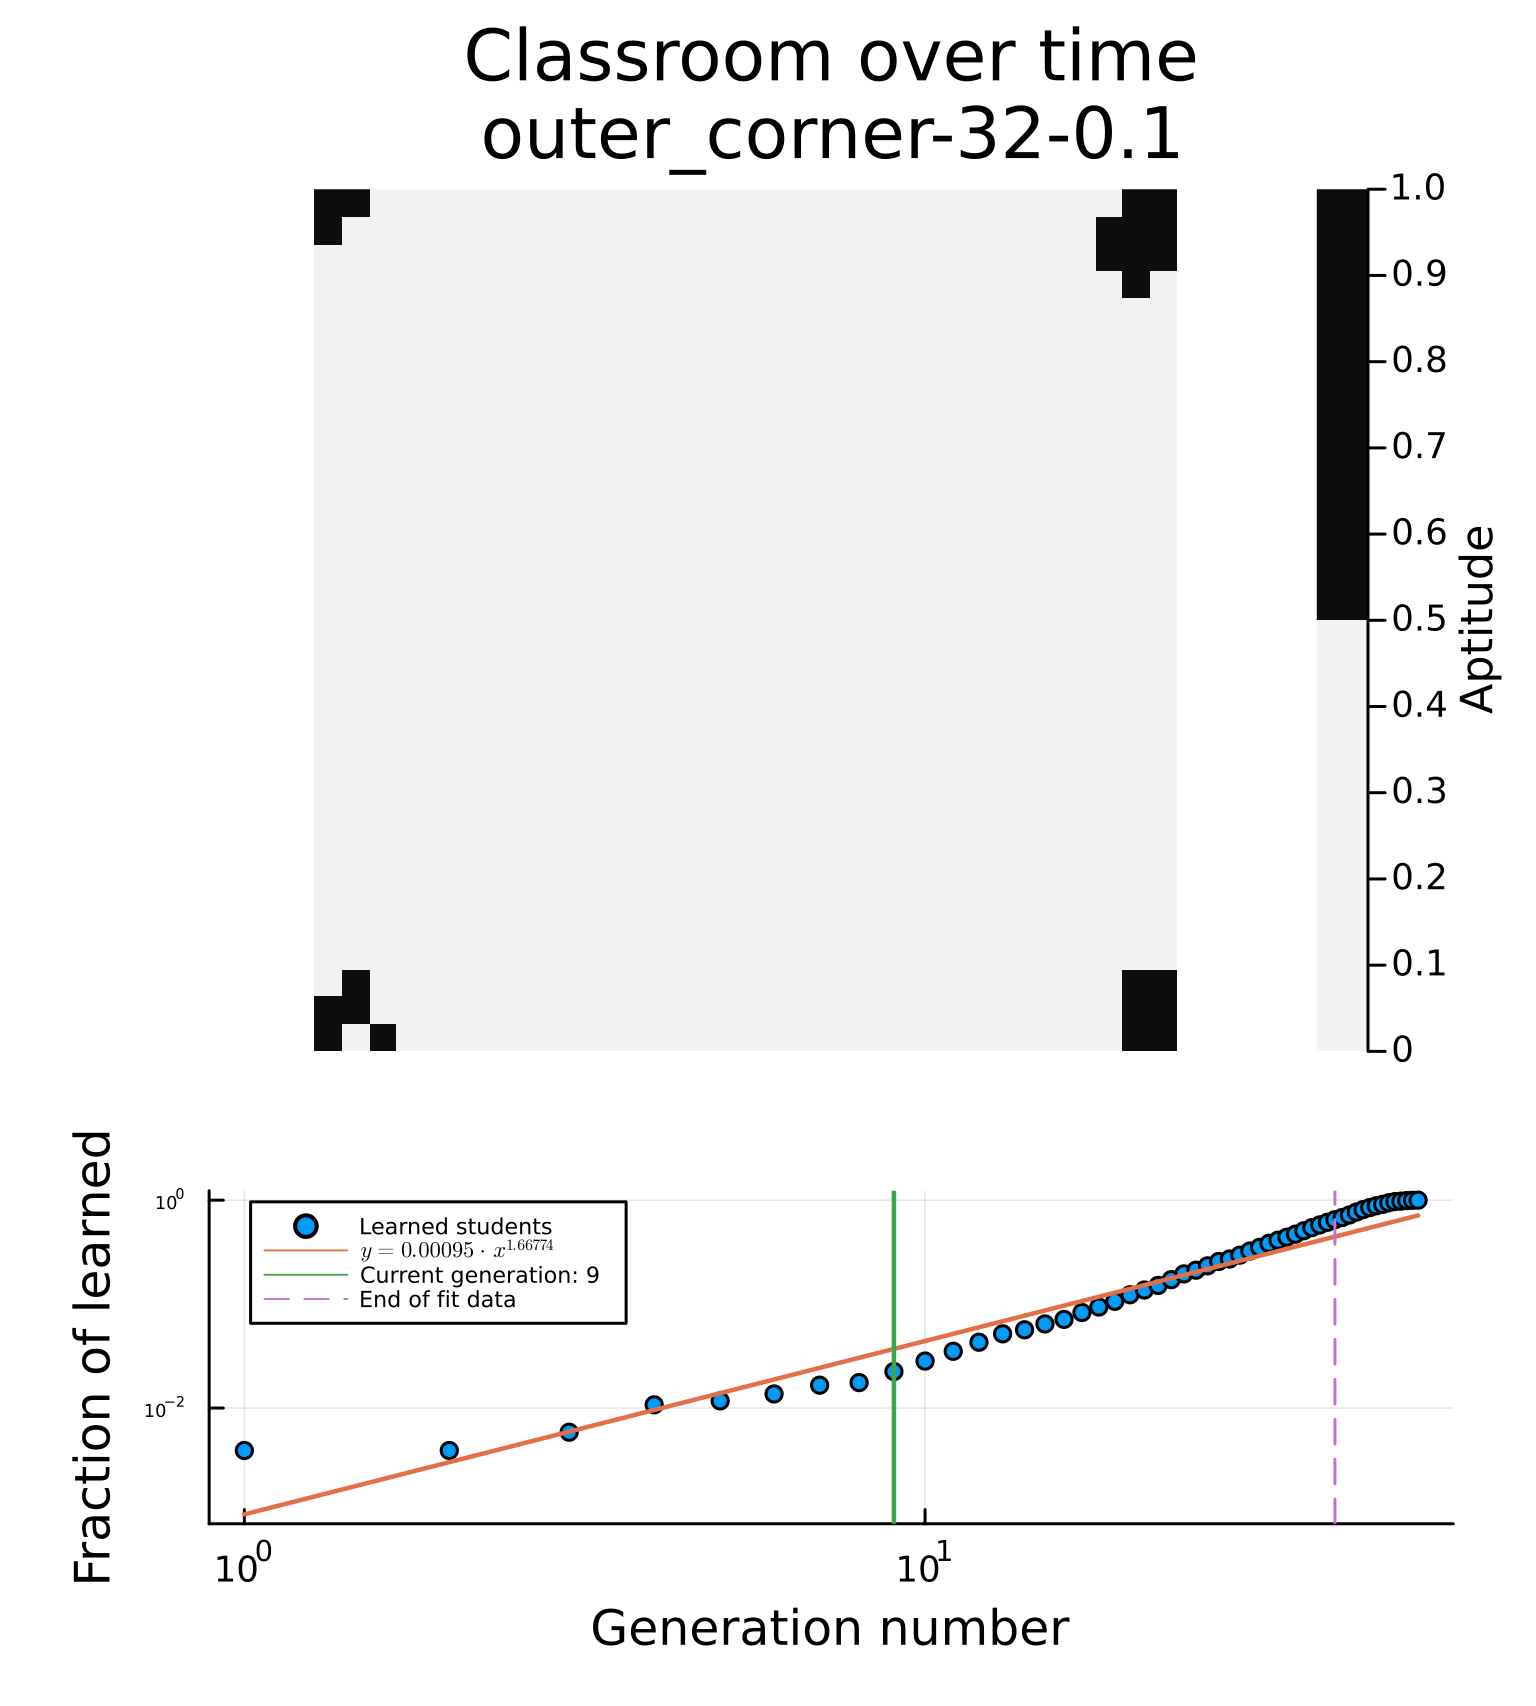 Classroom over time
outer_corner-32-0.1
1.0
0.9
0.8
0.7
0.6
0.5
0.4
0.3
0.2
0.1
0
Aptitude
Fraction of learned
10⁰
10⁻²
Learned students
y = 0.00095 · x^1.66774
Current generation: 9
End of fit data
10⁰
10¹
Generation number